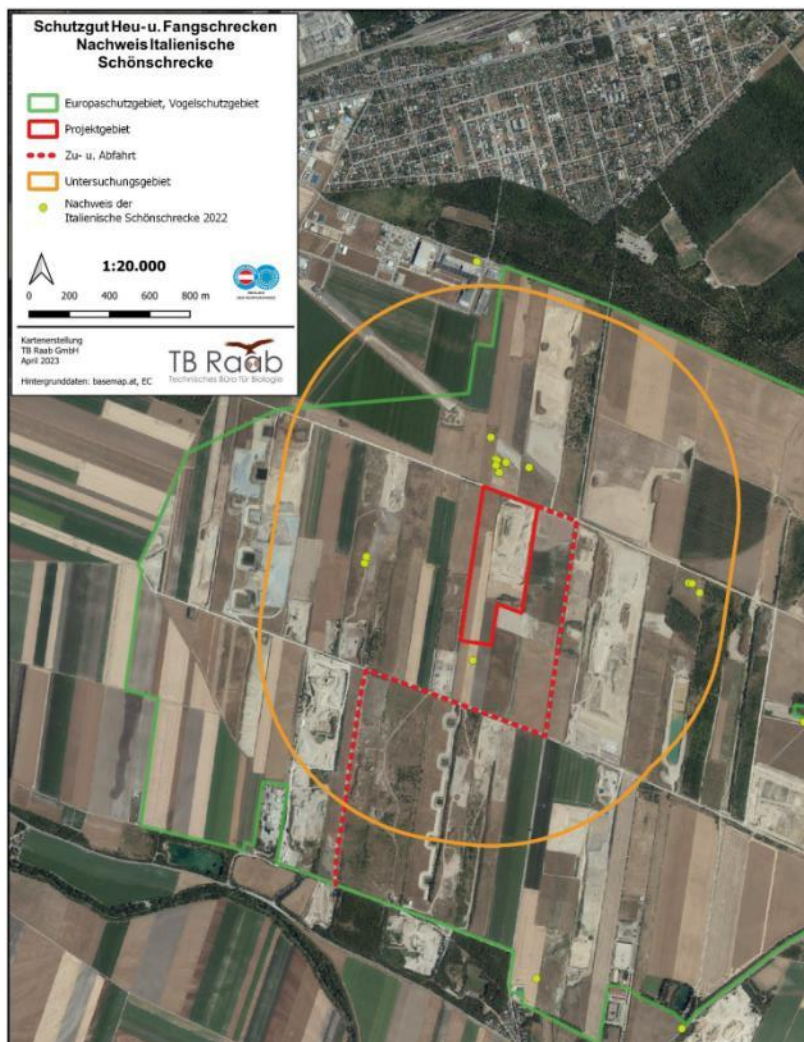 Schutzgut Heu-u. Fangschrecken
Nachweis Italienische
Schönschrecke
Europaschutzgebiet, Vogelschutzgebiet
Projektgebiet
Zu- u. Abfahrt
Untersuchungsgebiet
Nachweis der
Italienische Schönschrecke 2022
1:20.000
0 200 400 600 800 m
Kartenerstellung
TB Raab GmbH
April 2023
Hintergrunddaten: basemap.at, EC
TB Raab
Technisches Büro für Biologie